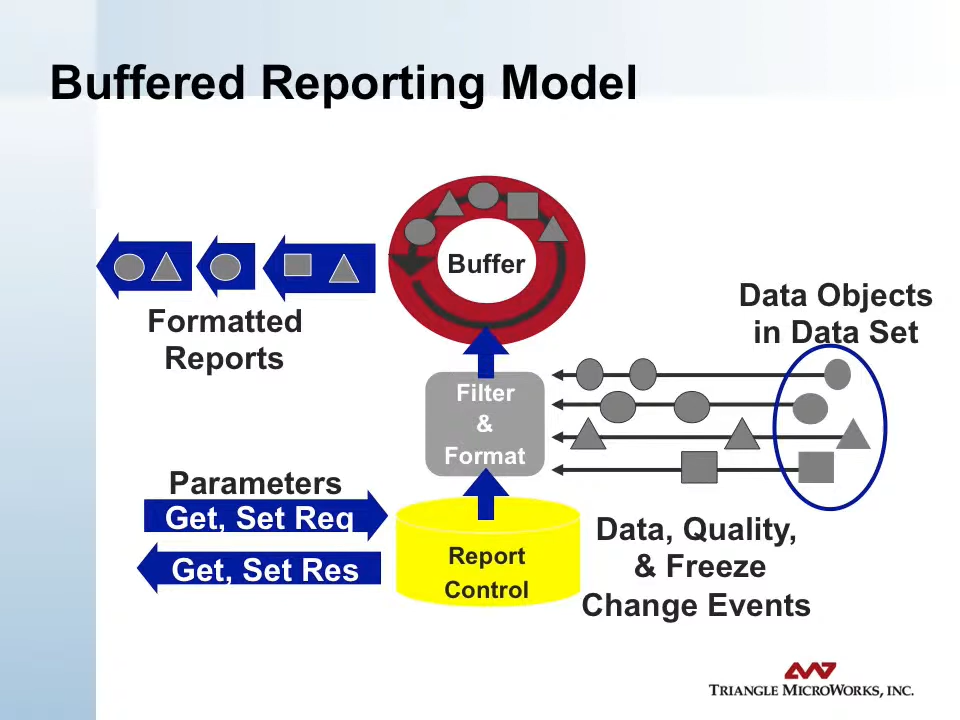 Buffered Reporting Model
Buffer
Data Objects
in Data Set
Formatted
Reports
Filter
&
Format
Parameters
Get, Set Req
Get, Set Res
Report
Control
Data, Quality,
& Freeze
Change Events
TRIANGLE MICROWORKS, INC.